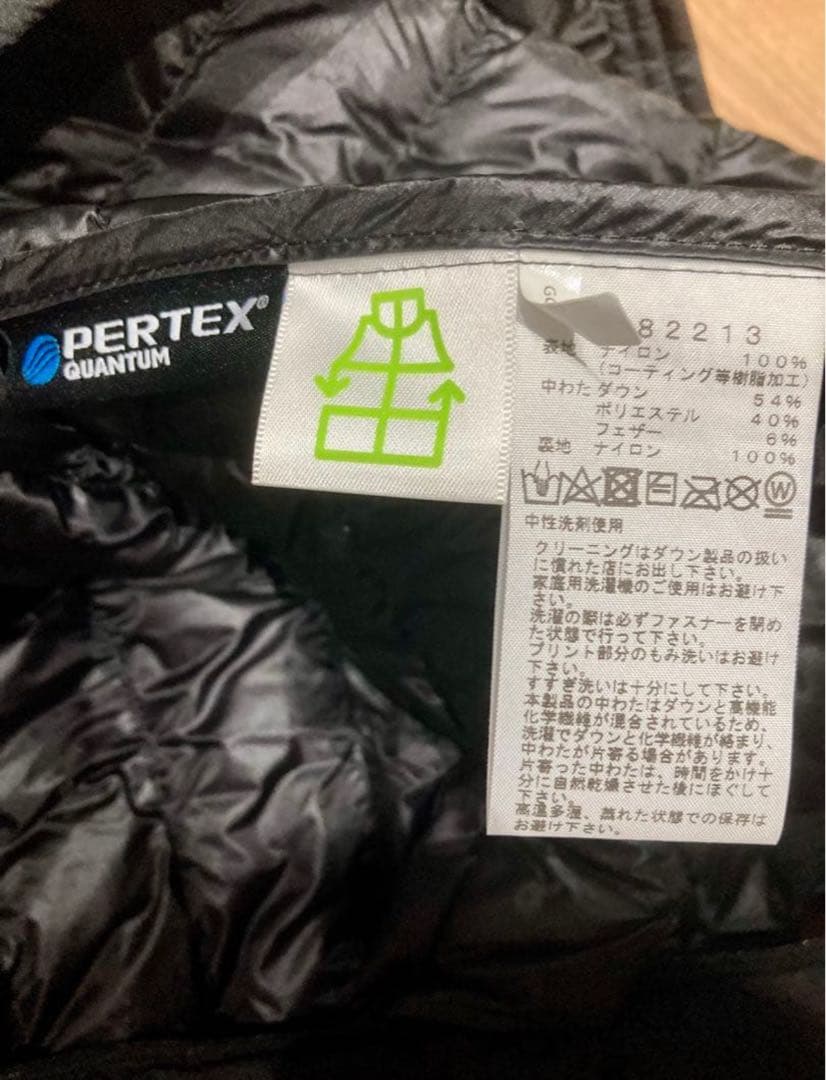 PERTEX®
QUANTUM
82213
表地 ナイロン 100%
(コーティング等樹脂加工)
中わた ダウン 54%
ポリエステル 40%
フェザー 6%
裏地 ナイロン 100%
W
中性洗剤使用
クリーニングはダウン製品の扱い
に慣れた店にお出し下さい。
家庭用洗濯機のご使用はお避け下
さい。
洗濯の際は必ずファスナーを閉め
た状態で行って下さい。
プリント部分のもみ洗いはお避け
下さい。
すすぎ洗いは十分にして下さい。
本製品の中わたはダウンと高機能
化学繊維が混合されているため、
洗濯でダウンと化学繊維が絡まり、
中わたが片寄る場合があります。
片寄った中わたは、時間をかけ十
分に自然乾燥させた後にほぐして
下さい。
高温多湿、蒸れた状態での保存は
お避け下さい。